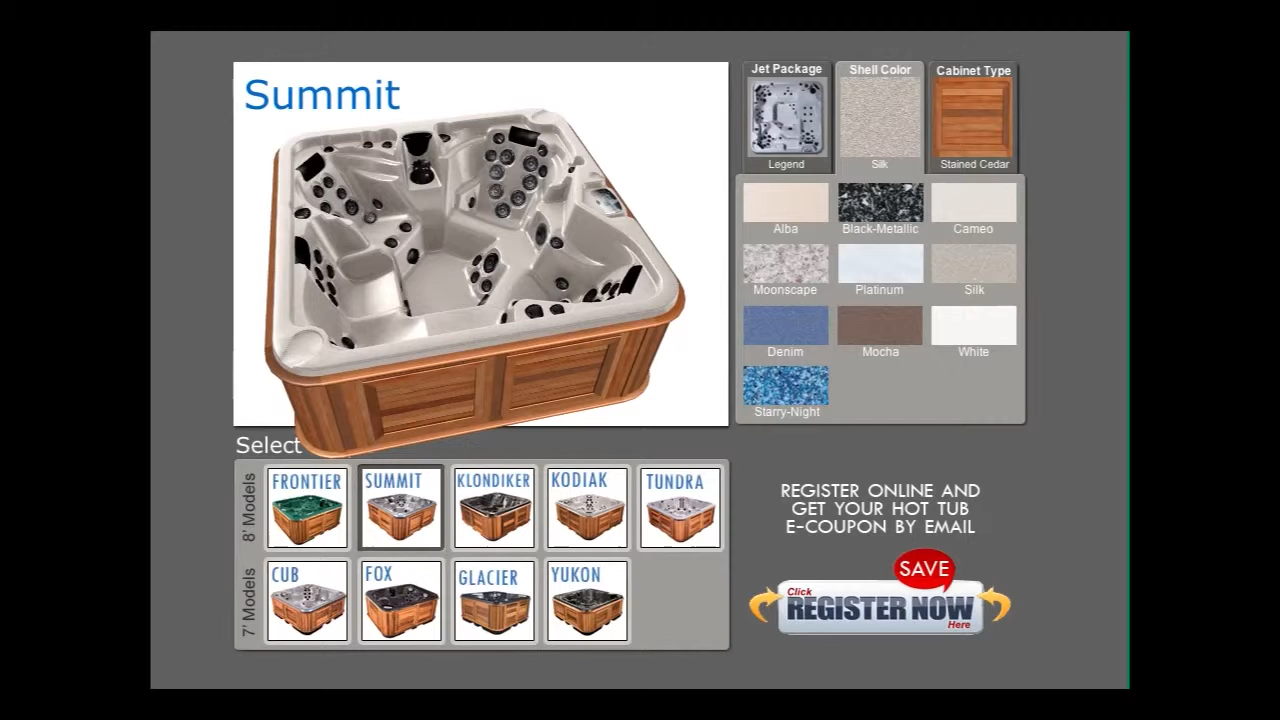 Summit
Jet Package
Legend
Shell Color
Silk
Cabinet Type
Stained Cedar
Alba
Black-Metallic
Cameo
Moonscape
Platinum
Silk
Denim
Mocha
White
Starry-Night
Select
8' Models
FRONTIER
SUMMIT
KLONDIKER
KODIAK
TUNDRA
7' Models
CUB
FOX
GLACIER
YUKON
REGISTER ONLINE AND
GET YOUR HOT TUB
E-COUPON BY EMAIL
SAVE
Click
REGISTER NOW
Here